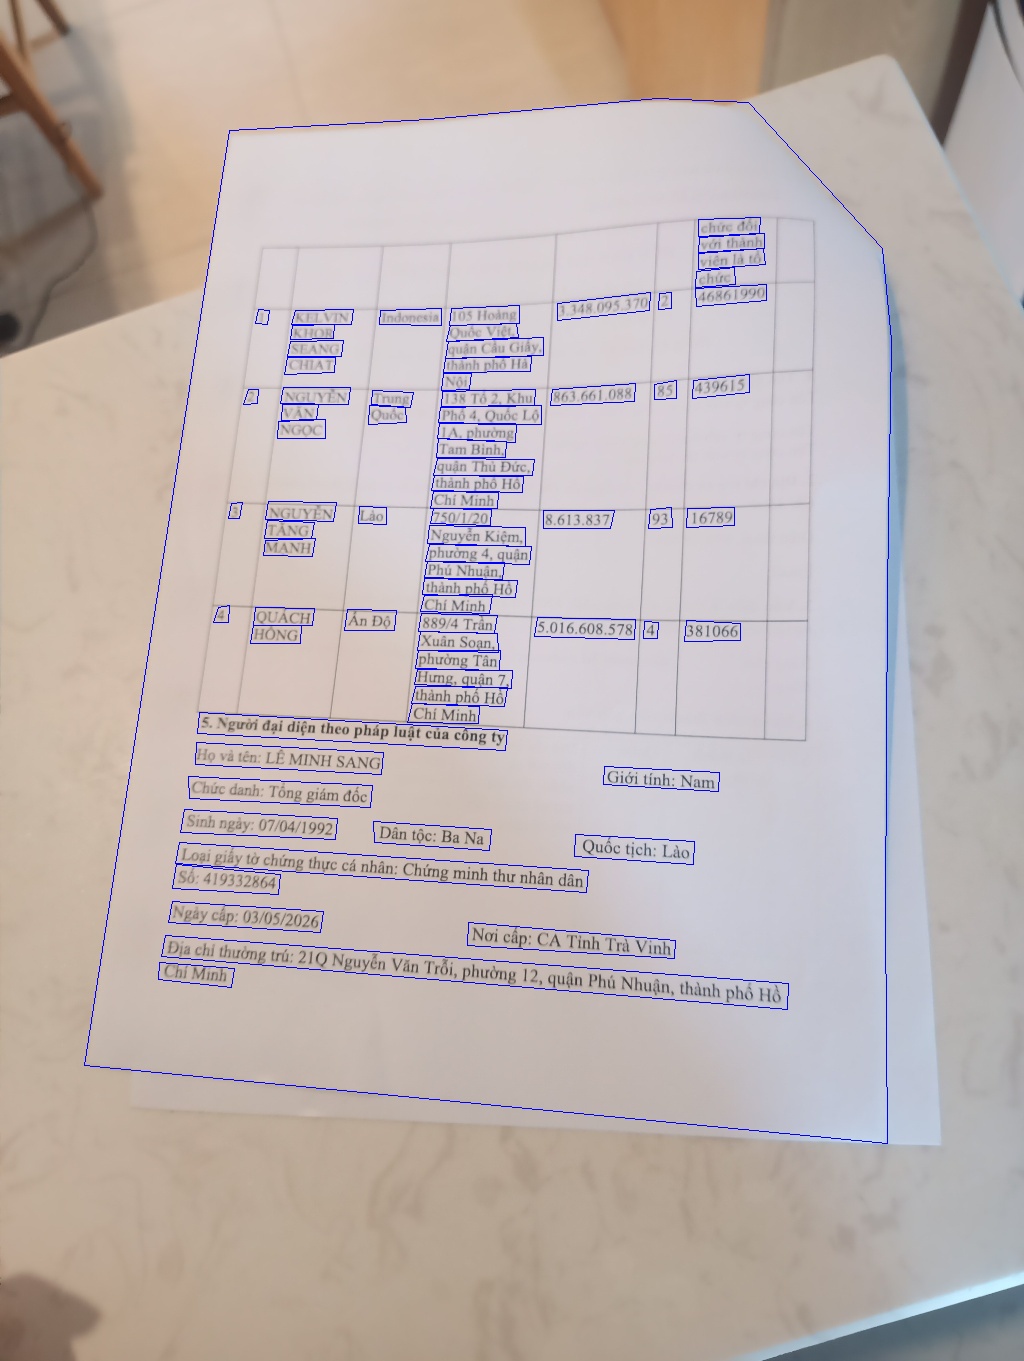 chức đối
với thành
viên là tổ
chức
1 KELVIN KHOR SEANG CHIAT Indonesia 105 Hoàng Quốc Việt, quận Cầu Giấy, thành phố Hà Nội 3.348.095.370 2 46861990
2 NGUYỄN VĂN NGỌC Trung Quốc 138 Tổ 2, Khu Phố 4, Quốc Lộ 1A, phường Tam Bình, quận Thủ Đức, thành phố Hồ Chí Minh 863.661.088 85 439615
3 NGUYỄN TĂNG MẠNH Lào 750/1/20 Nguyễn Kiệm, phường 4, quận Phú Nhuận, thành phố Hồ Chí Minh 8.613.837 93 16789
4 QUÁCH HỒNG Ấn Độ 889/4 Trần Xuân Soạn, phường Tân Hưng, quận 7, thành phố Hồ Chí Minh 5.016.608.578 4 381066
5. Người đại diện theo pháp luật của công ty
Họ và tên: LÊ MINH SANG Giới tính: Nam
Chức danh: Tổng giám đốc
Sinh ngày: 07/04/1992 Dân tộc: Ba Na Quốc tịch: Lào
Loại giấy tờ chứng thực cá nhân: Chứng minh thư nhân dân
Số: 419332864
Ngày cấp: 03/05/2026 Nơi cấp: CA Tỉnh Trà Vinh
Địa chỉ thường trú: 21Q Nguyễn Văn Trỗi, phường 12, quận Phú Nhuận, thành phố Hồ
Chí Minh